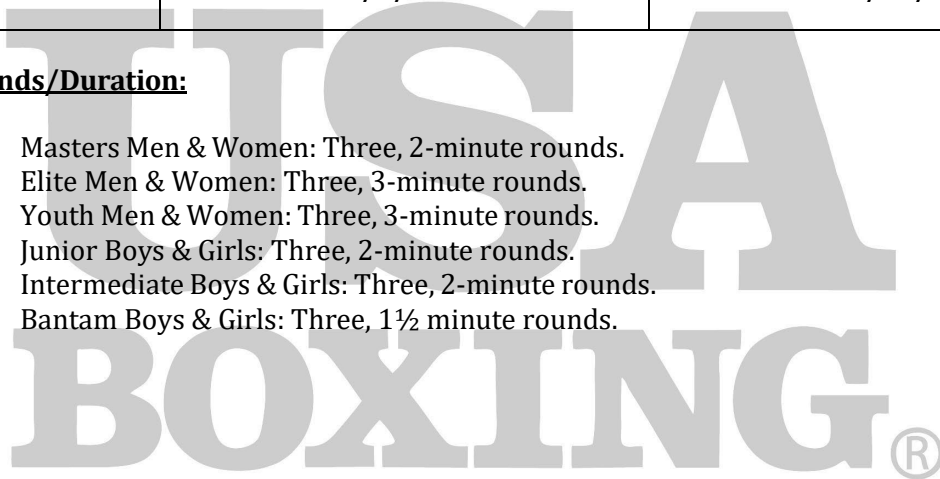 nds/Duration:
Masters Men & Women: Three, 2-minute rounds.
Elite Men & Women: Three, 3-minute rounds.
Youth Men & Women: Three, 3-minute rounds.
Junior Boys & Girls: Three, 2-minute rounds.
Intermediate Boys & Girls: Three, 2-minute rounds.
Bantam Boys & Girls: Three, 1½ minute rounds.
USA
BOXING®